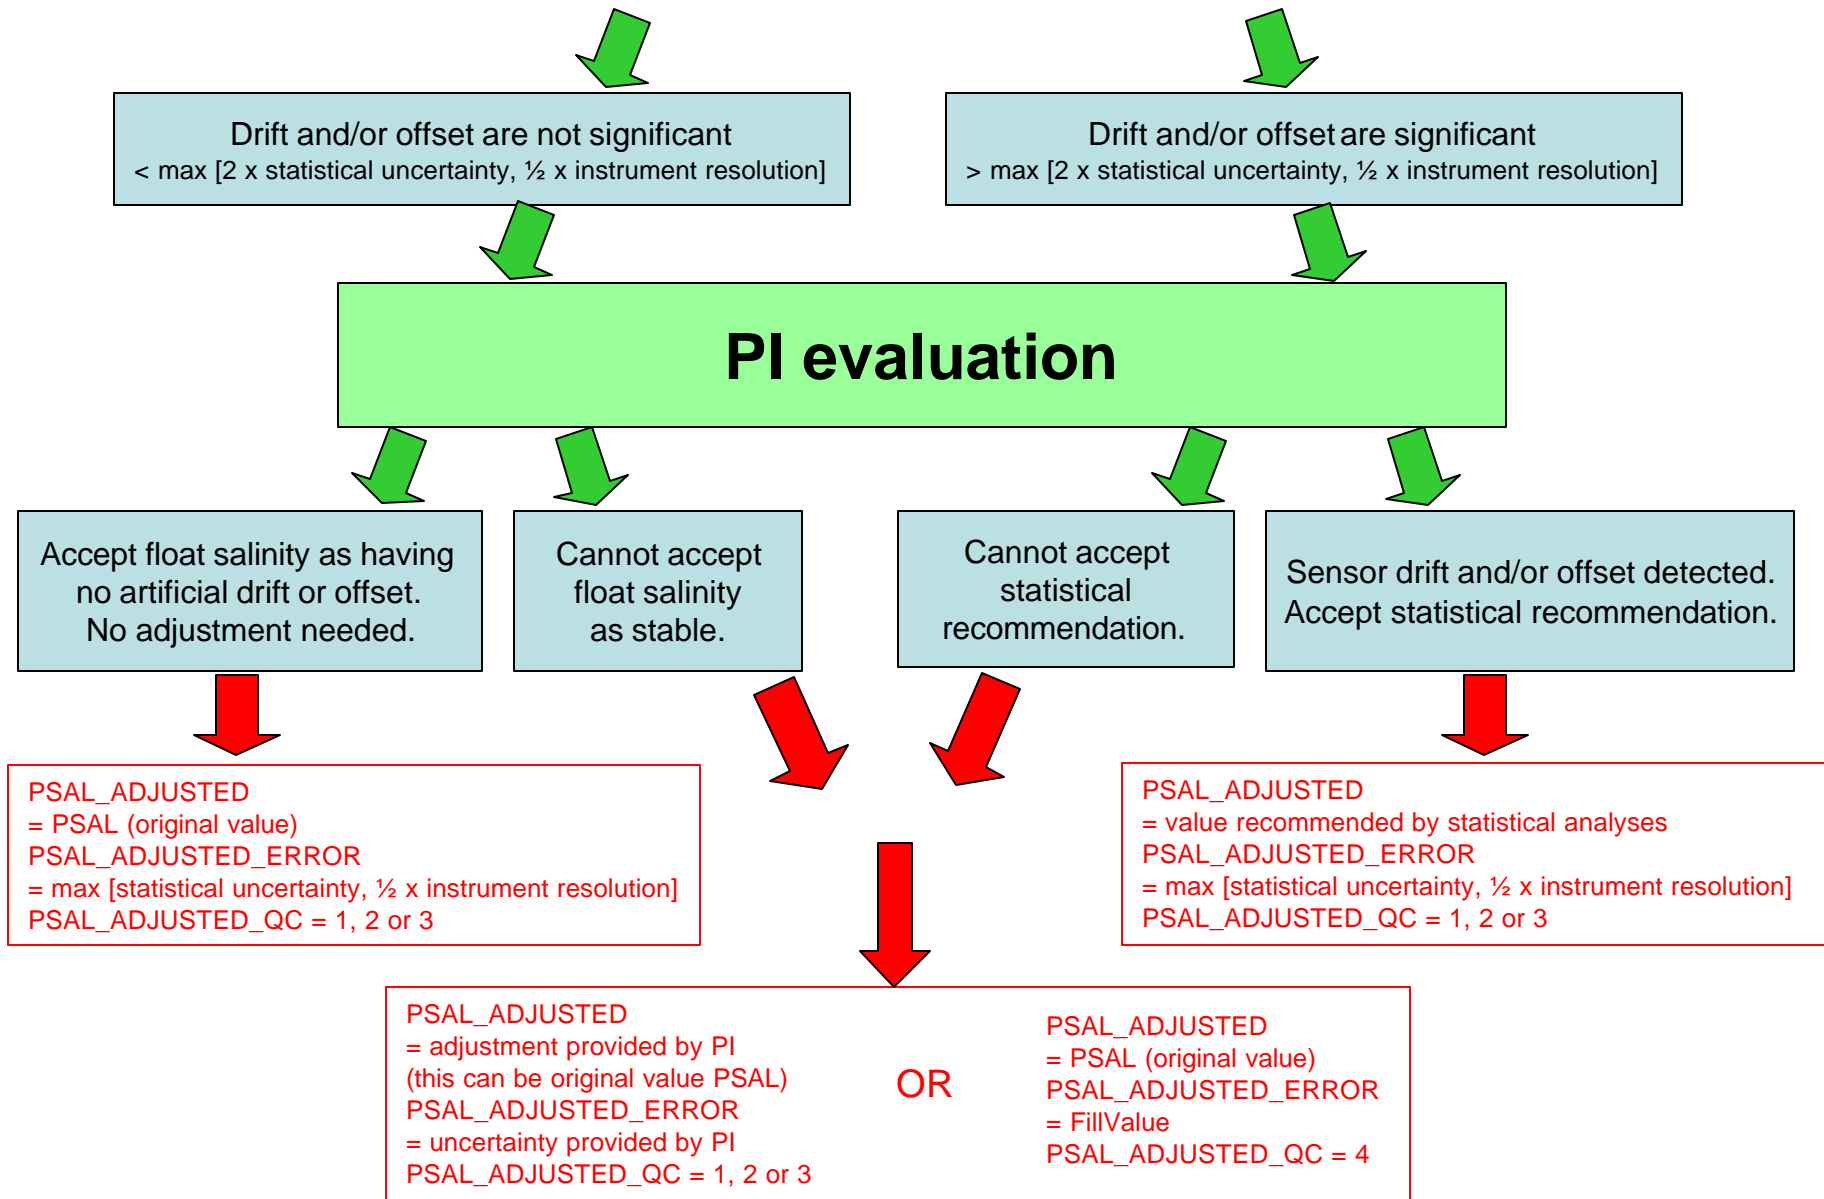 Drift and/or offset are not significant
< max [2 x statistical uncertainty, ½ x instrument resolution]
Drift and/or offset are significant
> max [2 x statistical uncertainty, ½ x instrument resolution]
PI evaluation
Accept float salinity as having
no artificial drift or offset.
No adjustment needed.
Cannot accept
float salinity
as stable.
Cannot accept
statistical
recommendation.
Sensor drift and/or offset detected.
Accept statistical recommendation.
PSAL_ADJUSTED
= PSAL (original value)
PSAL_ADJUSTED_ERROR
= max [statistical uncertainty, ½ x instrument resolution]
PSAL_ADJUSTED_QC = 1, 2 or 3
PSAL_ADJUSTED
= value recommended by statistical analyses
PSAL_ADJUSTED_ERROR
= max [statistical uncertainty, ½ x instrument resolution]
PSAL_ADJUSTED_QC = 1, 2 or 3
PSAL_ADJUSTED
= adjustment provided by PI
(this can be original value PSAL)
PSAL_ADJUSTED_ERROR
= uncertainty provided by PI
PSAL_ADJUSTED_QC = 1, 2 or 3
OR
PSAL_ADJUSTED
= PSAL (original value)
PSAL_ADJUSTED_ERROR
= FillValue
PSAL_ADJUSTED_QC = 4